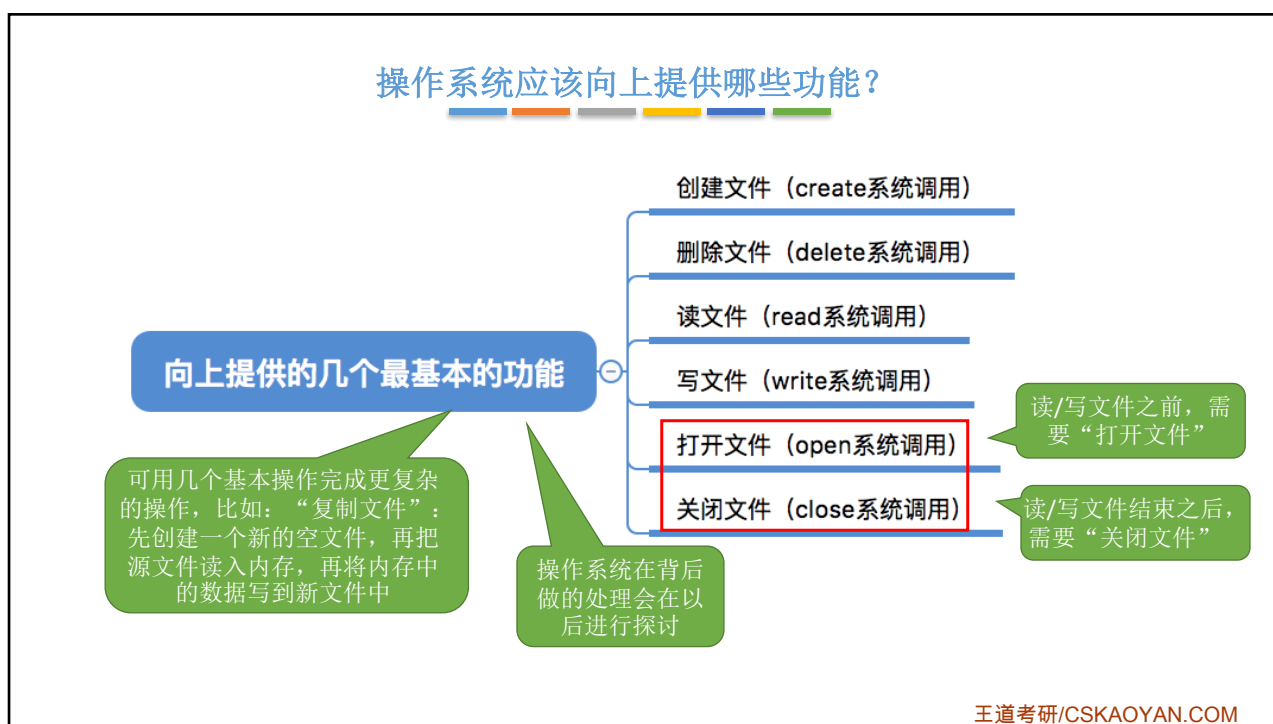 操作系统应该向上提供哪些功能？
创建文件（create系统调用）
删除文件（delete系统调用）
读文件（read系统调用）
向上提供的几个最基本的功能
写文件（write系统调用）
打开文件（open系统调用）
关闭文件（close系统调用）
读/写文件之前，需
要“打开文件”
读/写文件结束之后，
需要“关闭文件”
可用几个基本操作完成更复杂
的操作，比如：“复制文件”：
先创建一个新的空文件，再把
源文件读入内存，再将内存中
的数据写到新文件中
操作系统在背后
做的处理会在以
后进行探讨
王道考研/CSKAOYAN.COM